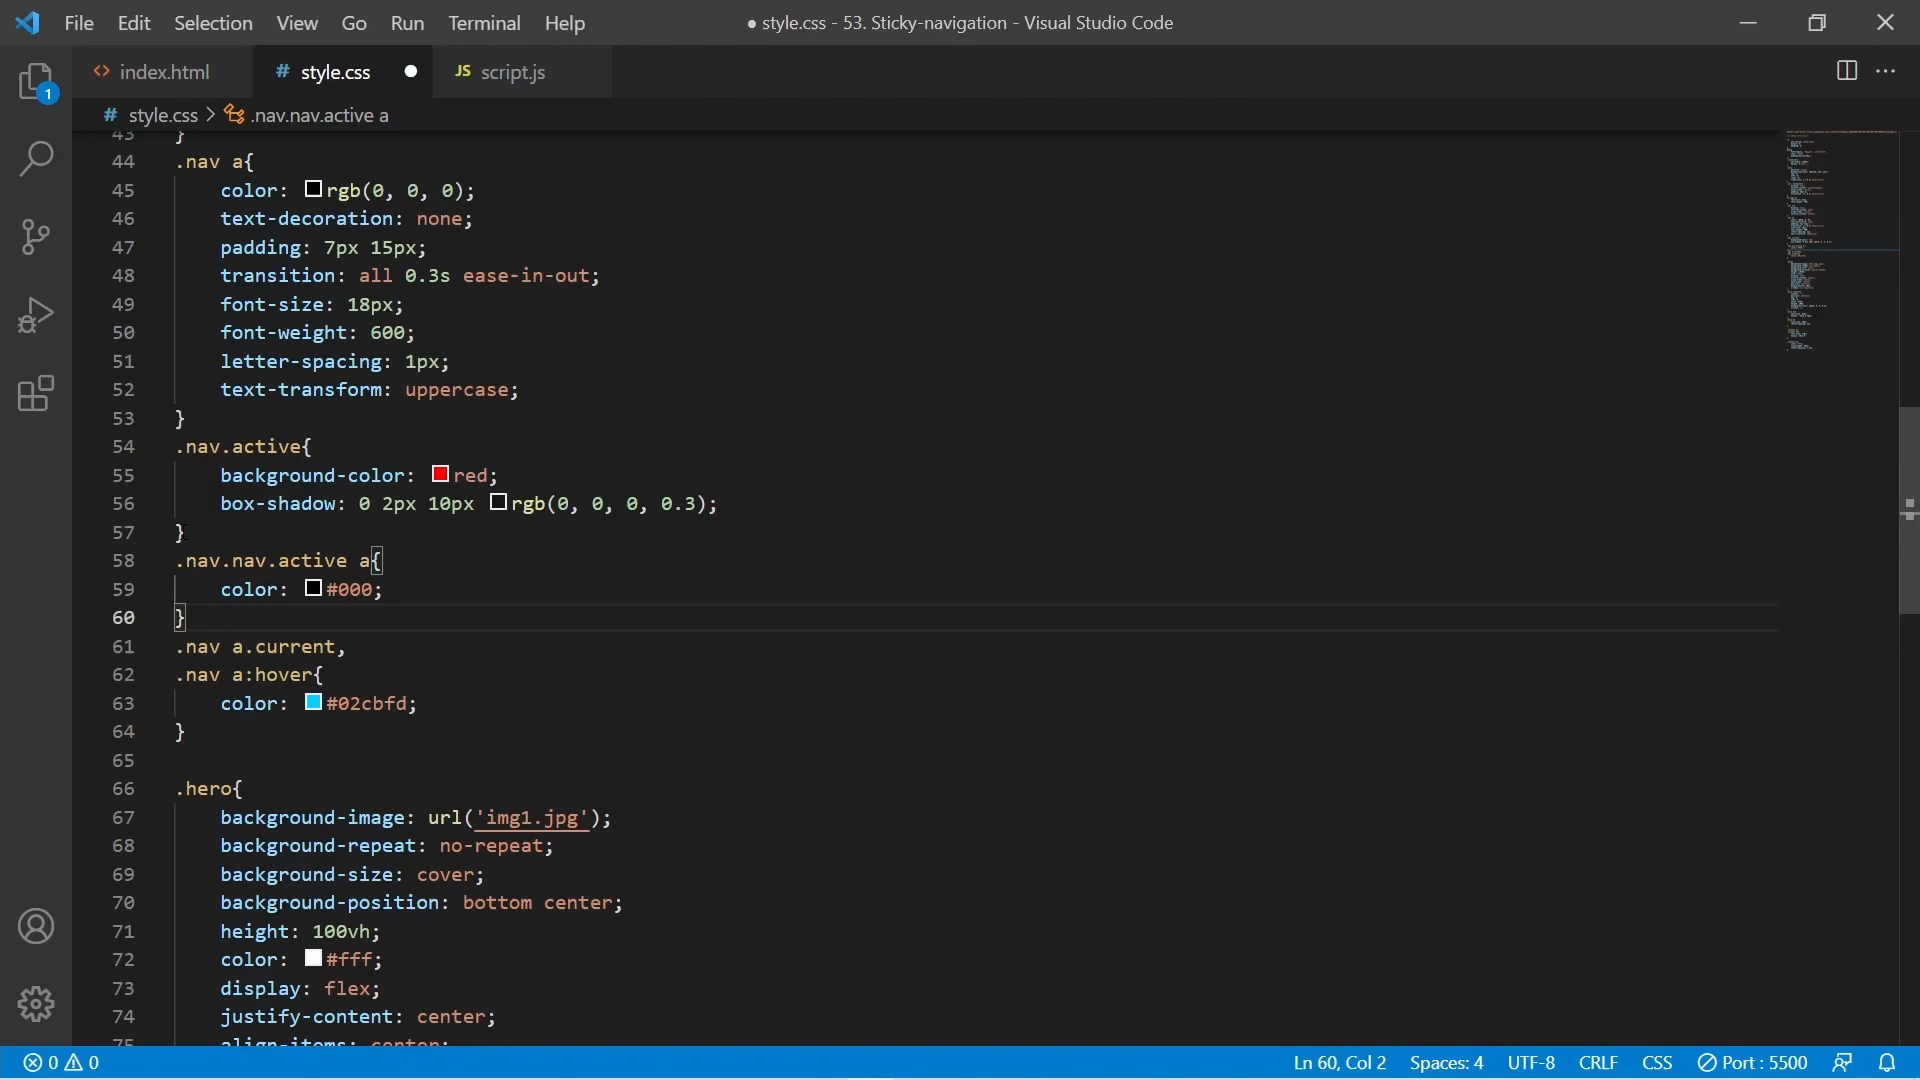 File Edit Selection View Go Run Terminal Help ● style.css - 53. Sticky-navigation - Visual Studio Code
1
<> index.html # style.css ● JS script.js ···
# style.css > .nav.nav.active a
43 }
44 .nav a{
45 color: rgb(0, 0, 0);
46 text-decoration: none;
47 padding: 7px 15px;
48 transition: all 0.3s ease-in-out;
49 font-size: 18px;
50 font-weight: 600;
51 letter-spacing: 1px;
52 text-transform: uppercase;
53 }
54 .nav.active{
55 background-color: red;
56 box-shadow: 0 2px 10px rgb(0, 0, 0, 0.3);
57 }
58 .nav.nav.active a{
59 color: #000;
60 }
61 .nav a.current,
62 .nav a:hover{
63 color: #02cbfd;
64 }
65
66 .hero{
67 background-image: url('img1.jpg');
68 background-repeat: no-repeat;
69 background-size: cover;
70 background-position: bottom center;
71 height: 100vh;
72 color: #fff;
73 display: flex;
74 justify-content: center;
75 align-items: center;
0 0 Ln 60, Col 2 Spaces: 4 UTF-8 CRLF CSS Port : 5500